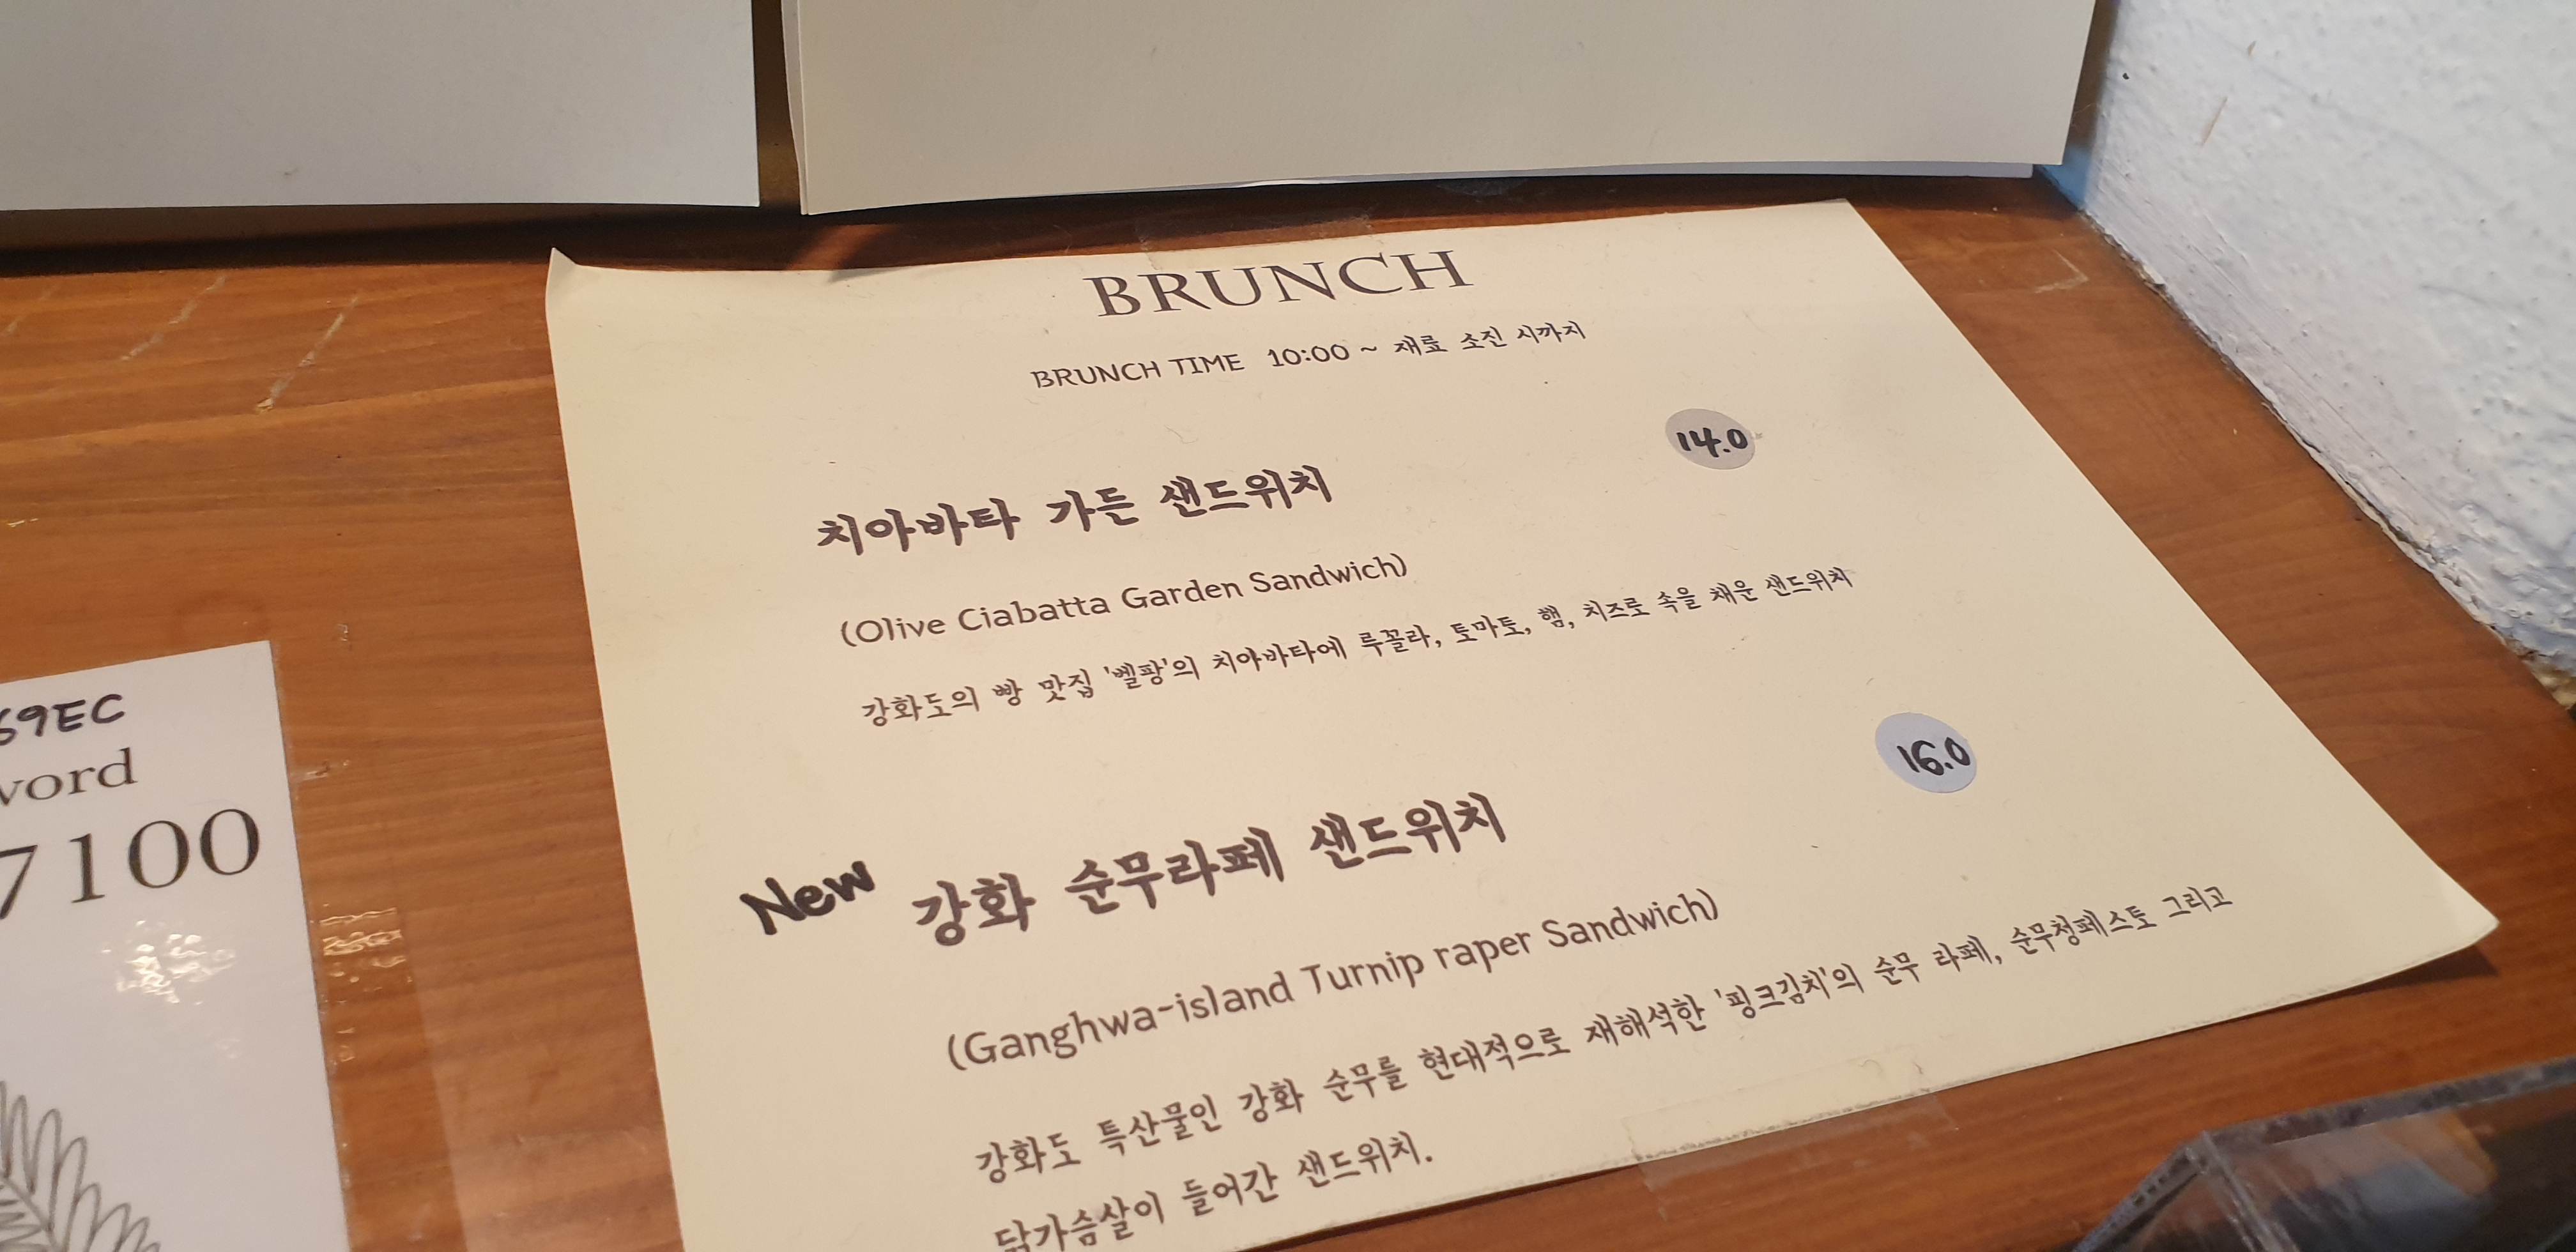 BRUNCH
BRUNCH TIME 10:00 ~ 재료 소진 시까지
14.0
치아바타 가든 샌드위치
(Olive Ciabatta Garden Sandwich)
강화도의 빵 맛집 '벨팡'의 치아바타에 루꼴라, 토마토, 햄, 치즈로 속을 채운 샌드위치
16.0
New 강화 순무라페 샌드위치
(Ganghwa-island Turnip raper Sandwich)
강화도 특산물인 강화 순무를 현대적으로 재해석한 '핑크김치'의 순무 라페, 순무청페스토 그리고
닭가슴살이 들어간 샌드위치.
69EC
word
7100